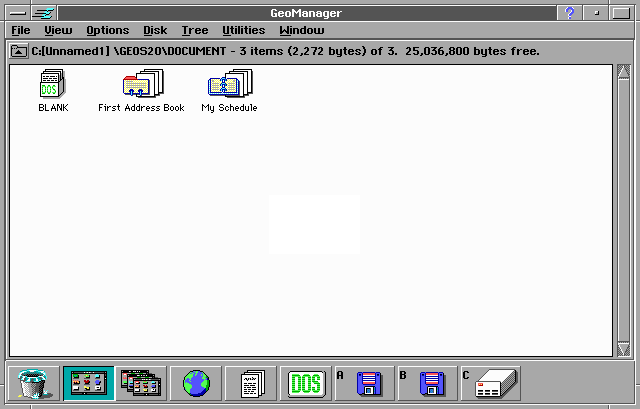 GeoManager
?
File View Options Disk Tree Utilities Window
C:[Unnamed1] \GEOS20\DOCUMENT - 3 items (2,272 bytes) of 3. 25,036,800 bytes free.
DOS
BLANK First Address Book My Schedule
DOS A B C